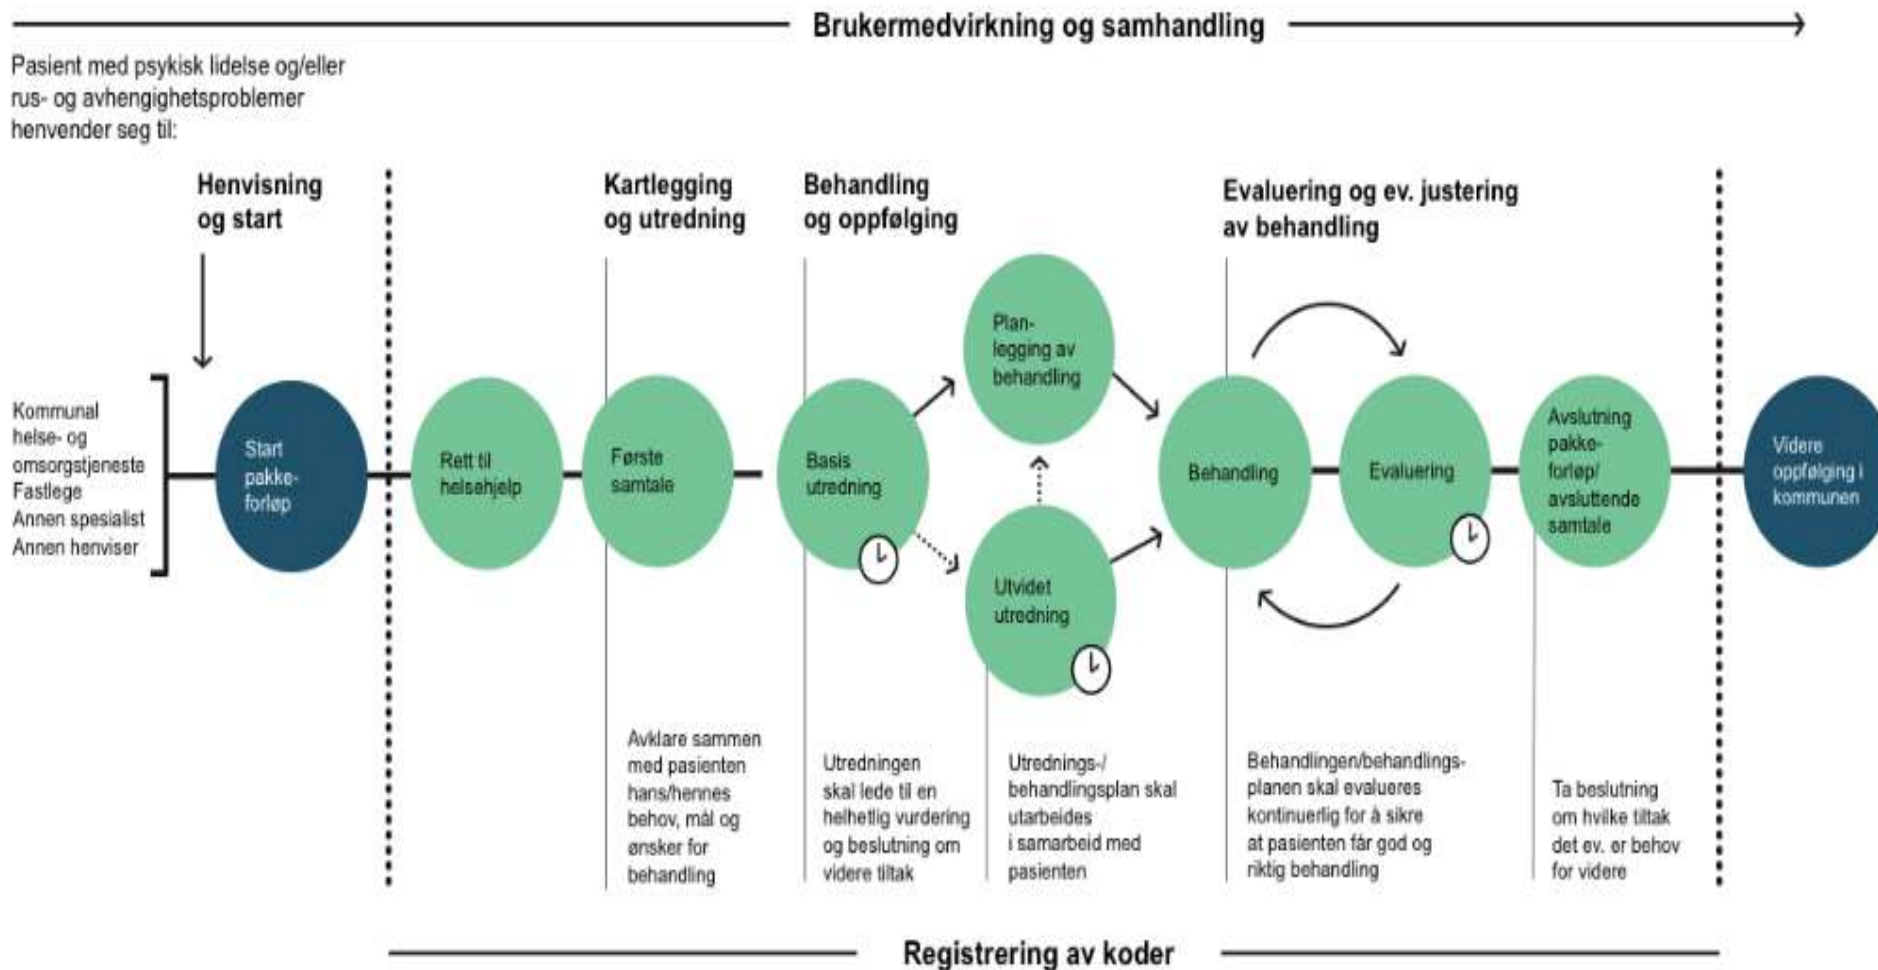 Brukermedvirkning og samhandling
Pasient med psykisk lidelse og/eller
rus- og avhengighetsproblemer
henvender seg til:
Henvisning
og start
Kartlegging
og utredning
Behandling
og oppfølging
Evaluering og ev. justering
av behandling
Kommunal
helse- og
omsorgstjeneste
Fastlege
Annen spesialist
Annen henviser
Start
pakke-
forløp
Rett til
helsehjelp
Første
samtale
Basis
utredning
Plan-
legging av
behandling
Utvidet
utredning
Behandling
Evaluering
Avslutning
pakke-
forløp/
avsluttende
samtale
Videre
oppfølging i
kommunen
Avklare sammen
med pasienten
hans/hennes
behov, mål og
ønsker for
behandling
Utredningen
skal lede til en
helhetlig vurdering
og beslutning om
videre tiltak
Utrednings-/
behandlingsplan skal
utarbeides
i samarbeid med
pasienten
Behandlingen/behandlings-
planen skal evalueres
kontinuerlig for å sikre
at pasienten får god og
riktig behandling
Ta beslutning
om hvilke tiltak
det ev. er behov
for videre
Registrering av koder